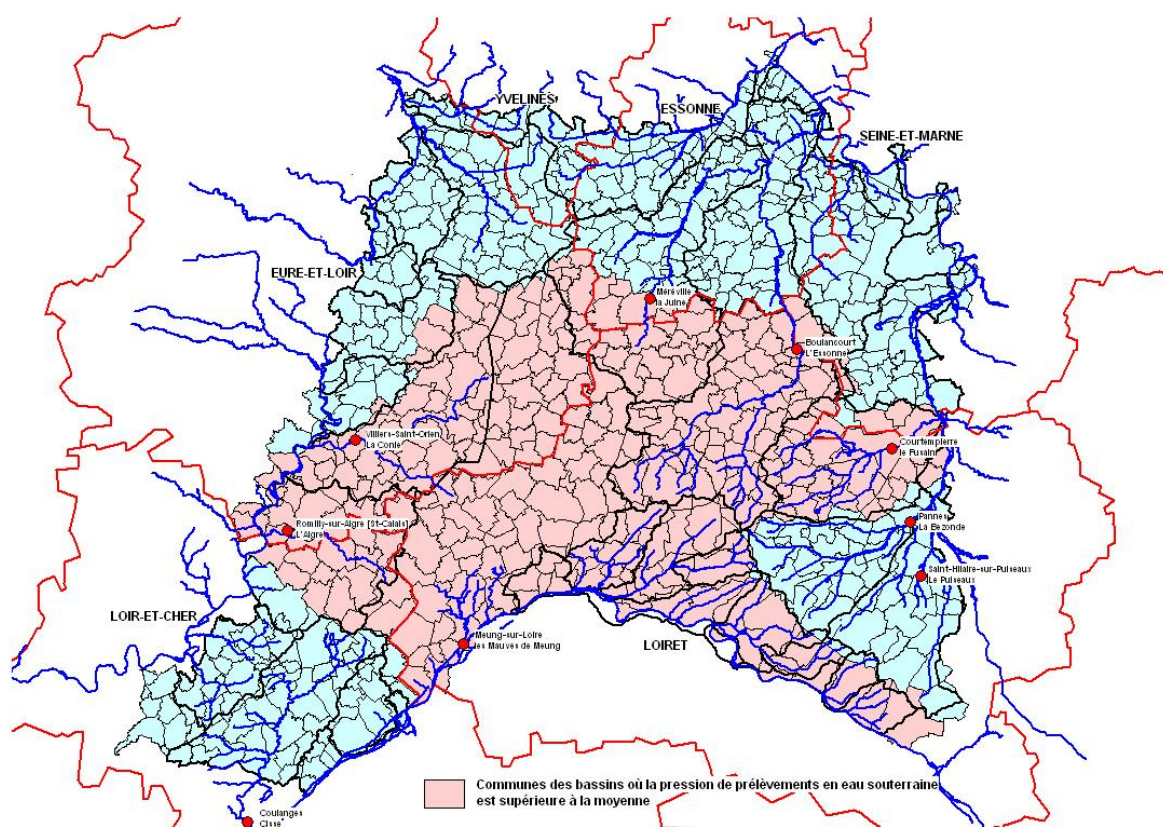 YVELINES
ESSONNE
SEINE-ET-MARNE
EURE-ET-LOIR
Méréville
la Juine
Boulancourt
L'Essonne
Villiers-Saint-Orien
La Conie
Courtempierre
le Fusain
Romilly-sur-Aigre [St-Calais]
L'Aigre
Pannes
La Bezonde
Saint-Hilaire-sur-Puiseaux
Le Puiseaux
LOIR-ET-CHER
Meung-sur-Loire
les Mauves de Meung
LOIRET
Communes des bassins où la pression de prélèvements en eau souterraine
est supérieure à la moyenne
Coulanges
Cisse